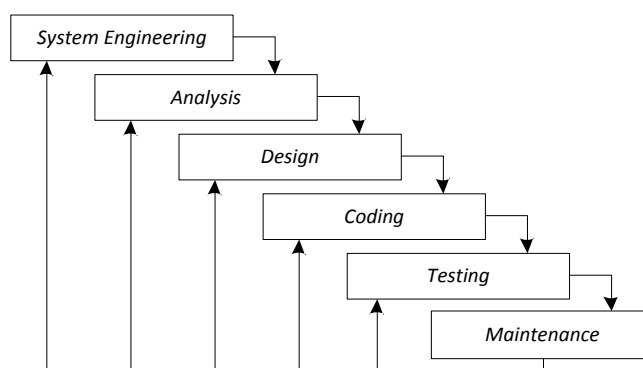 System Engineering
Analysis
Design
Coding
Testing
Maintenance